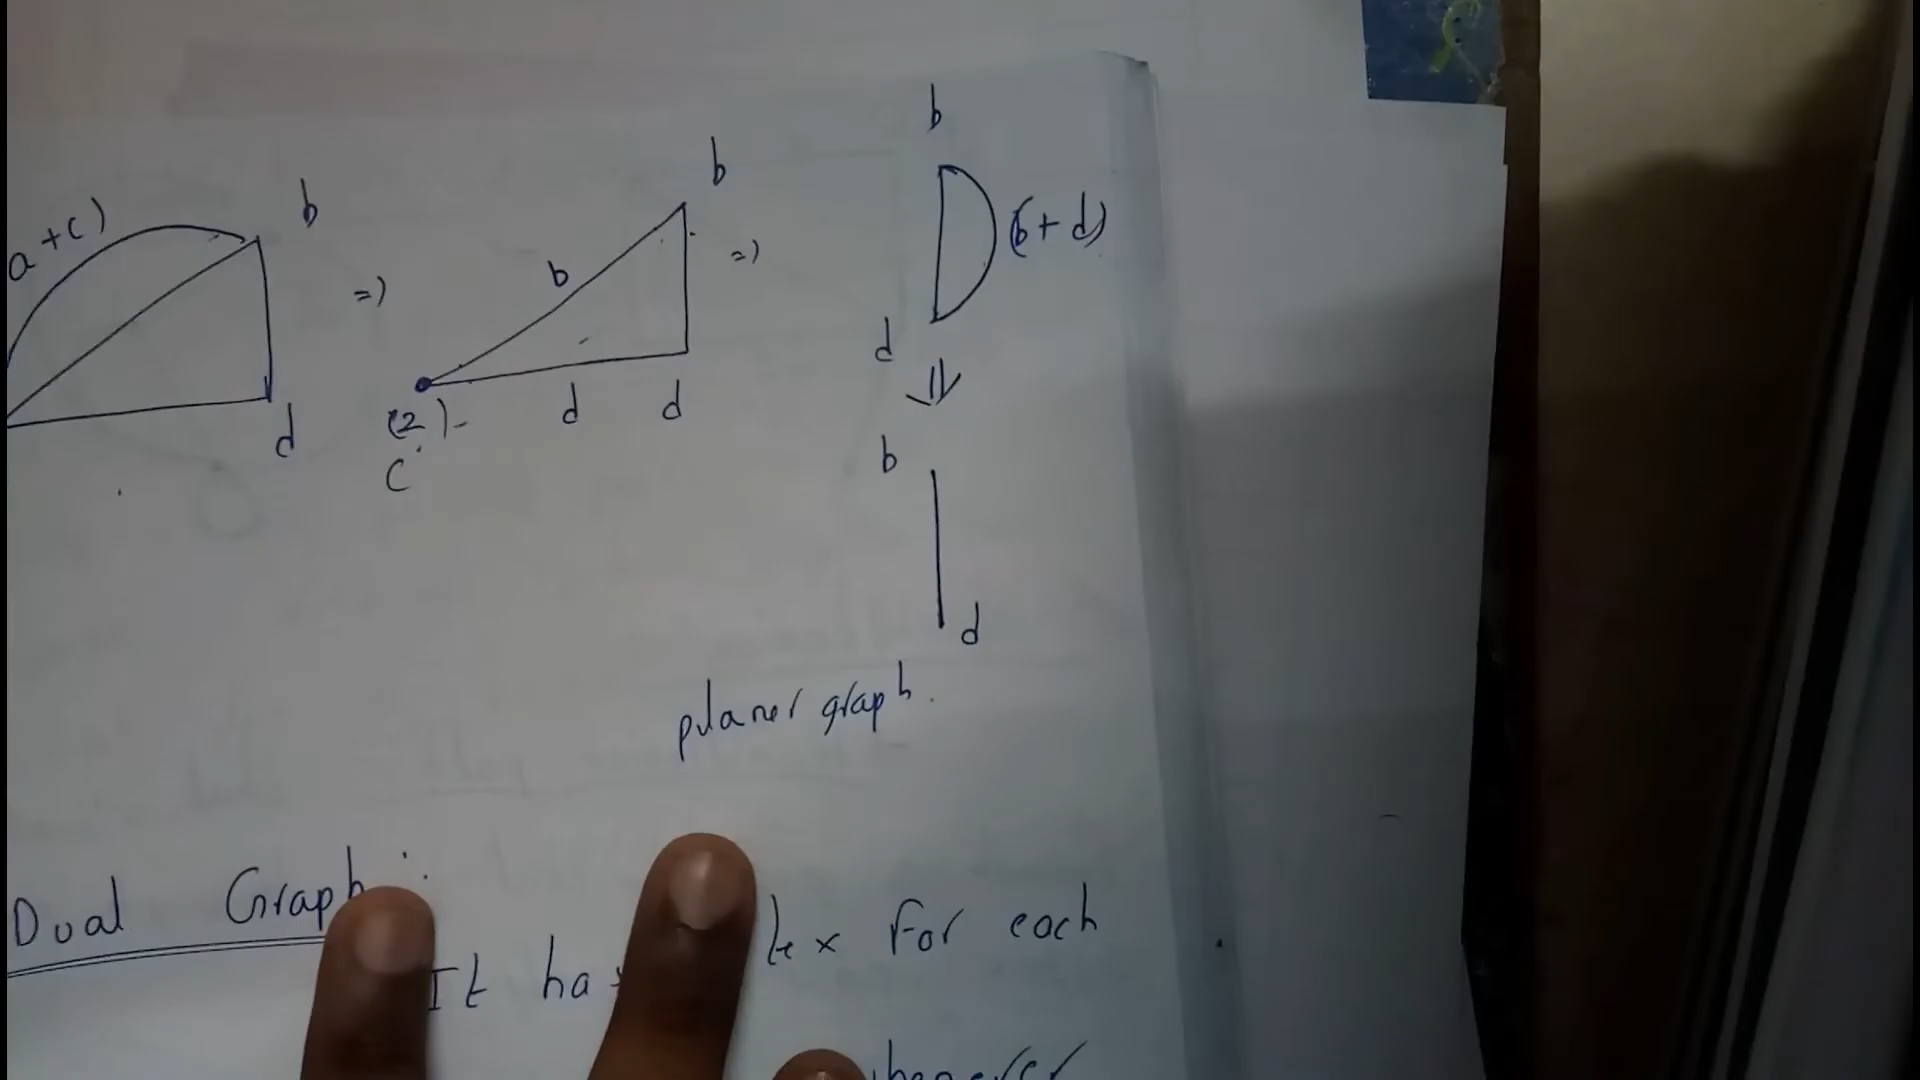 a+c)
b
=)
d
b
b
=)
(2)-
d
d
c
b
(b+d)
d
b
d
planer graph.
Dual Graph :
It has for each